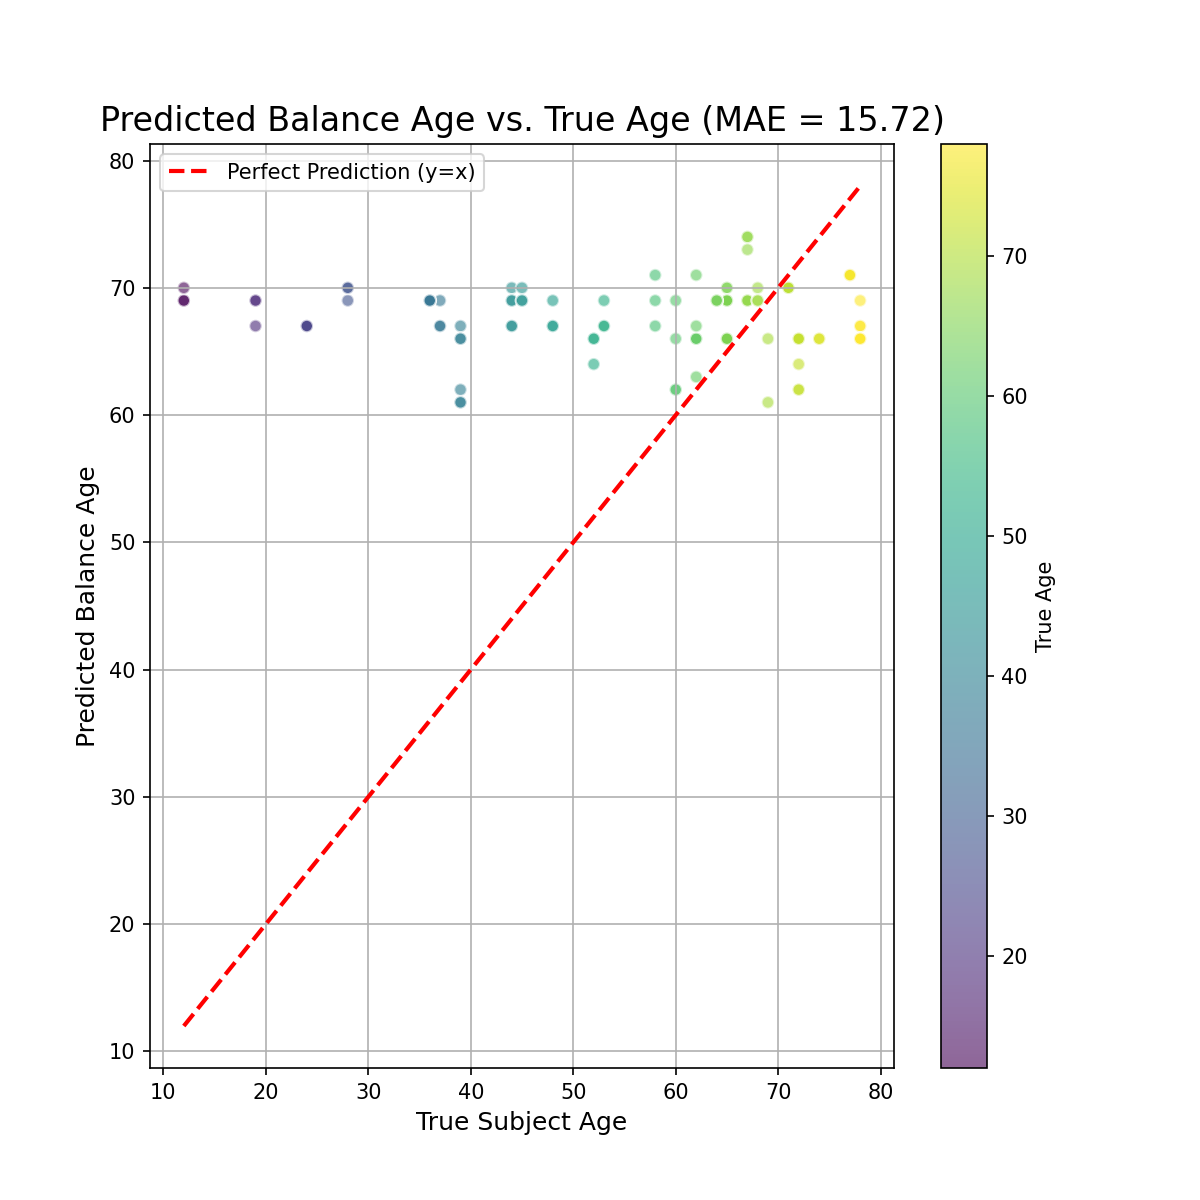 Predicted Balance Age vs. True Age (MAE = 15.72)
Perfect Prediction (y=x)
80
70
60
50
40
30
20
10
Predicted Balance Age
10 20 30 40 50 60 70 80
True Subject Age
70
60
50
40
30
20
True Age